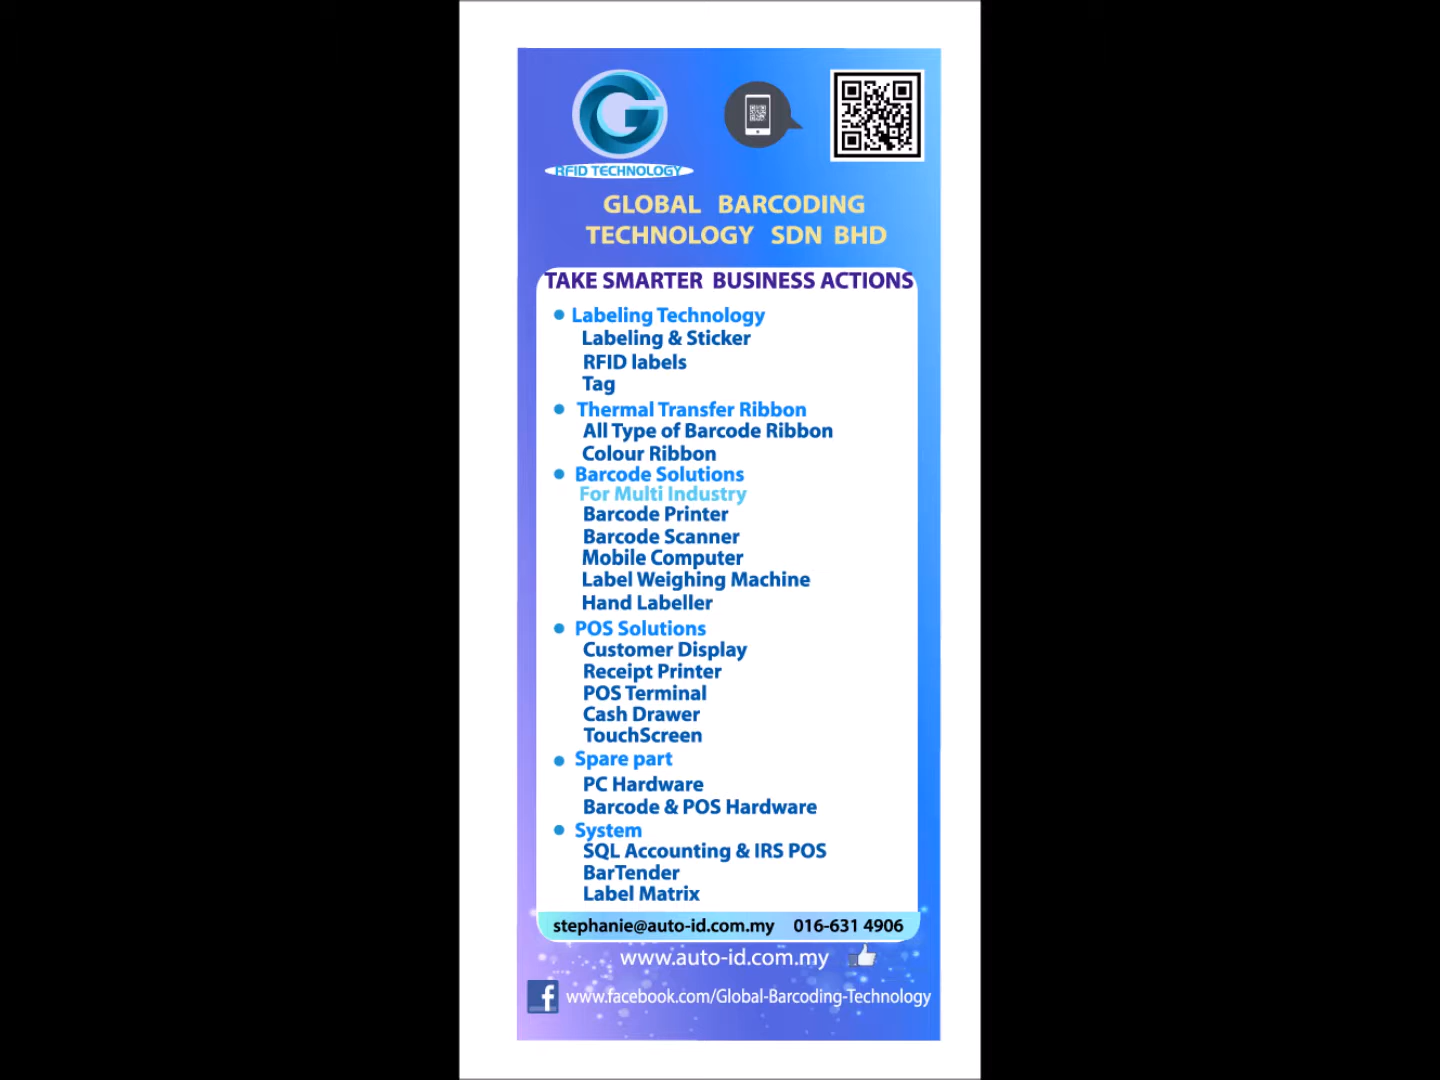 RFID TECHNOLOGY
GLOBAL BARCODING
TECHNOLOGY SDN BHD
TAKE SMARTER BUSINESS ACTIONS
• Labeling Technology
Labeling & Sticker
RFID labels
Tag
• Thermal Transfer Ribbon
All Type of Barcode Ribbon
Colour Ribbon
• Barcode Solutions
For Multi Industry
Barcode Printer
Barcode Scanner
Mobile Computer
Label Weighing Machine
Hand Labeller
• POS Solutions
Customer Display
Receipt Printer
POS Terminal
Cash Drawer
TouchScreen
• Spare part
PC Hardware
Barcode & POS Hardware
• System
SQL Accounting & IRS POS
BarTender
Label Matrix
stephanie@auto-id.com.my 016-631 4906
www.auto-id.com.my
f www.facebook.com/Global-Barcoding-Technology